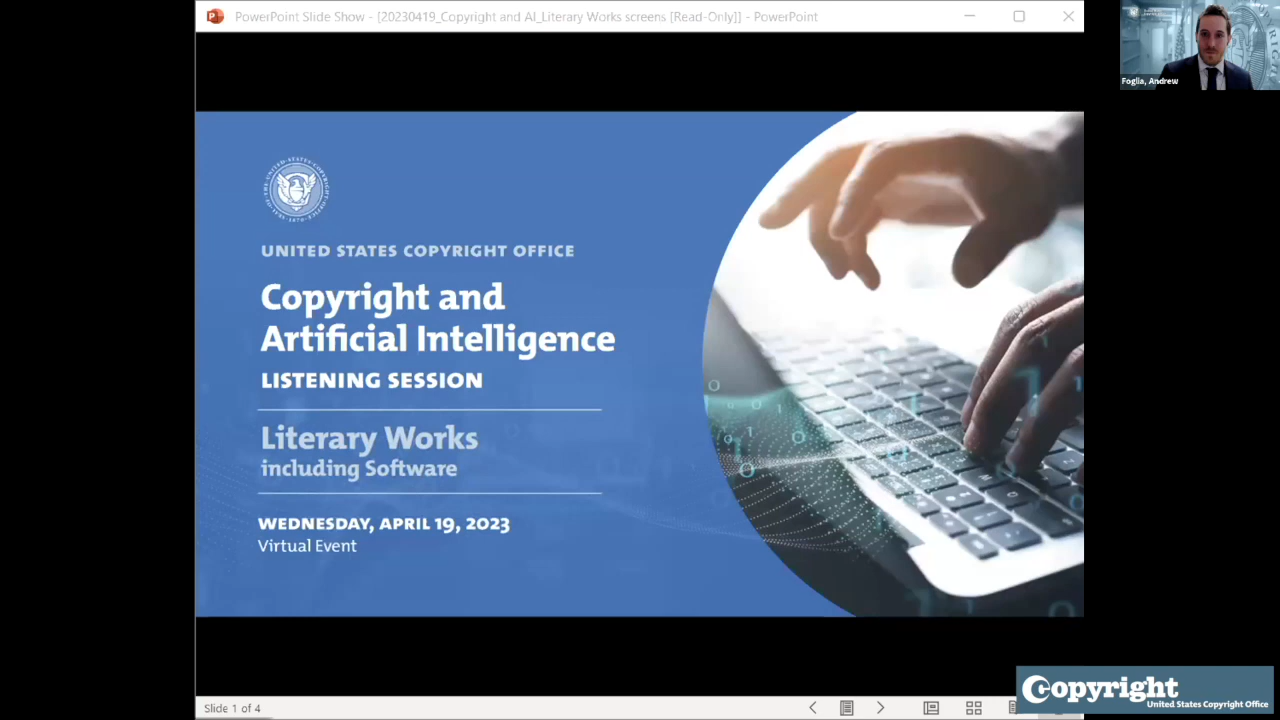 PowerPoint Slide Show - [20230419_Copyright and AI_Literary Works screens [Read-Only]] - PowerPoint
Foglia, Andrew
UNITED STATES COPYRIGHT OFFICE
Copyright and
Artificial Intelligence
LISTENING SESSION
Literary Works
including Software
WEDNESDAY, APRIL 19, 2023
Virtual Event
Slide 1 of 4
Copyright
United States Copyright Office